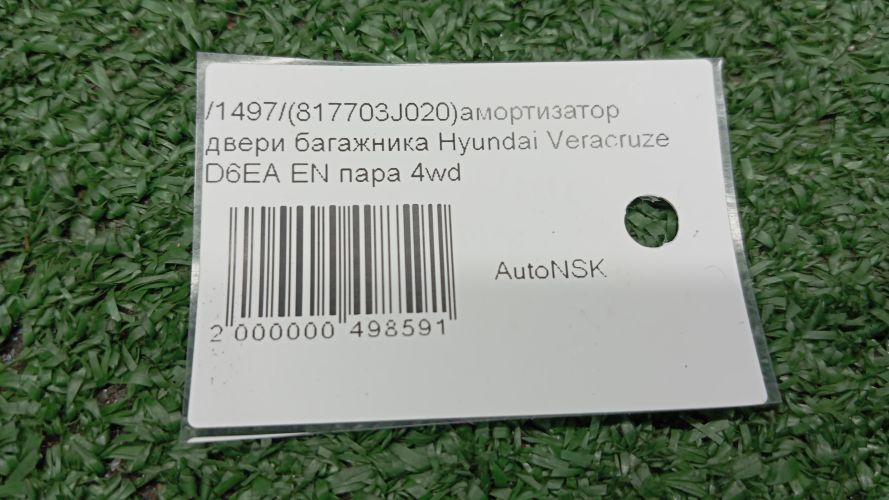 /1497/(817703J020)амортизатор
двери багажника Hyundai Veracruze
D6EA EN пара 4wd
AutoNSK
2 000000 498591